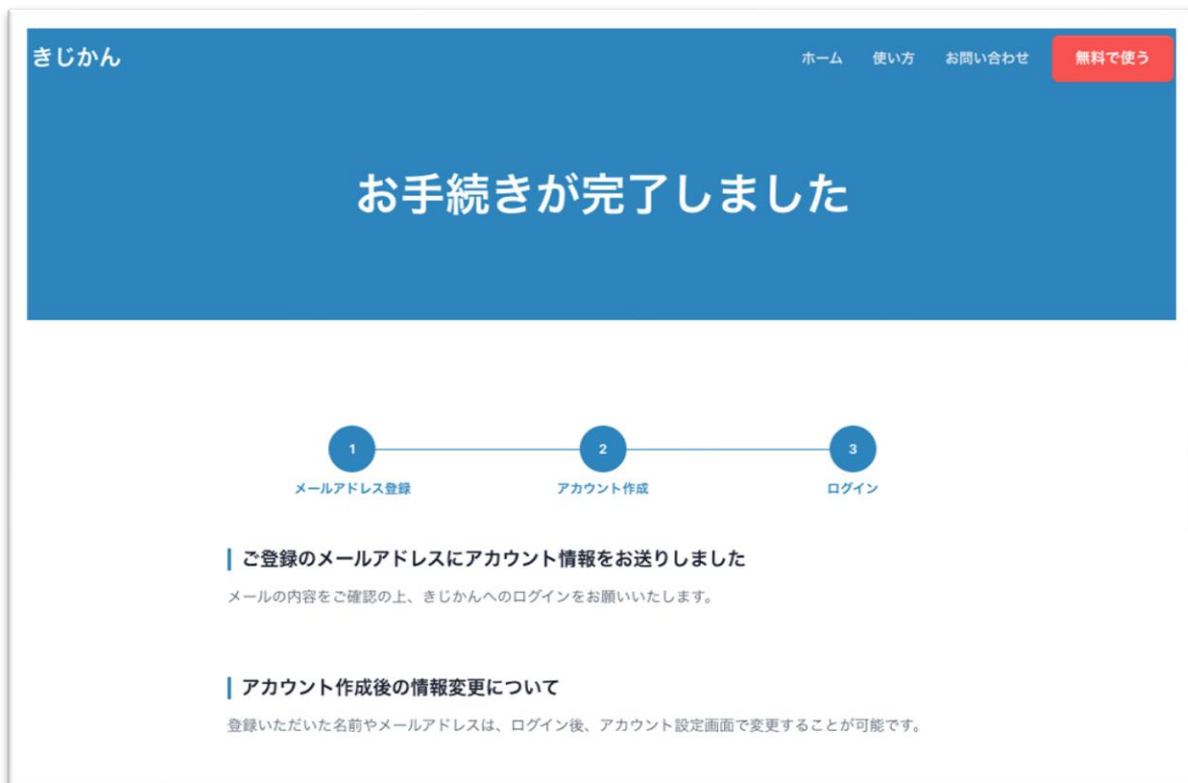 きじかん
ホーム 使い方 お問い合わせ 無料で使う
お手続きが完了しました
1 2 3
メールアドレス登録 アカウント作成 ログイン
ご登録のメールアドレスにアカウント情報をお送りしました
メールの内容をご確認の上、きじかんへのログインをお願いいたします。
アカウント作成後の情報変更について
登録いただいた名前やメールアドレスは、ログイン後、アカウント設定画面で変更することが可能です。